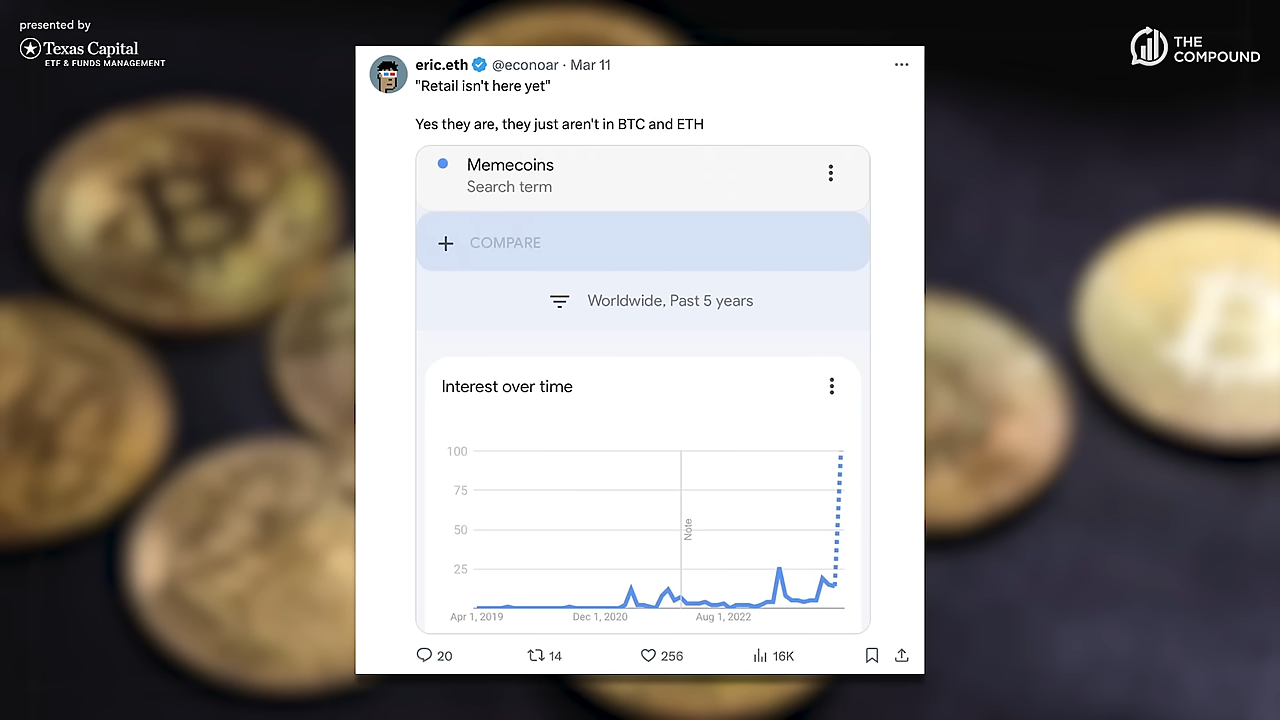 presented by
Texas Capital
ETF & FUNDS MANAGEMENT
THE
COMPOUND
eric.eth @econoar · Mar 11
"Retail isn't here yet"
Yes they are, they just aren't in BTC and ETH
Memecoins
Search term
+ COMPARE
Worldwide, Past 5 years
Interest over time
100
75
50
25
Note
Apr 1, 2019
Dec 1, 2020
Aug 1, 2022
20
14
256
16K